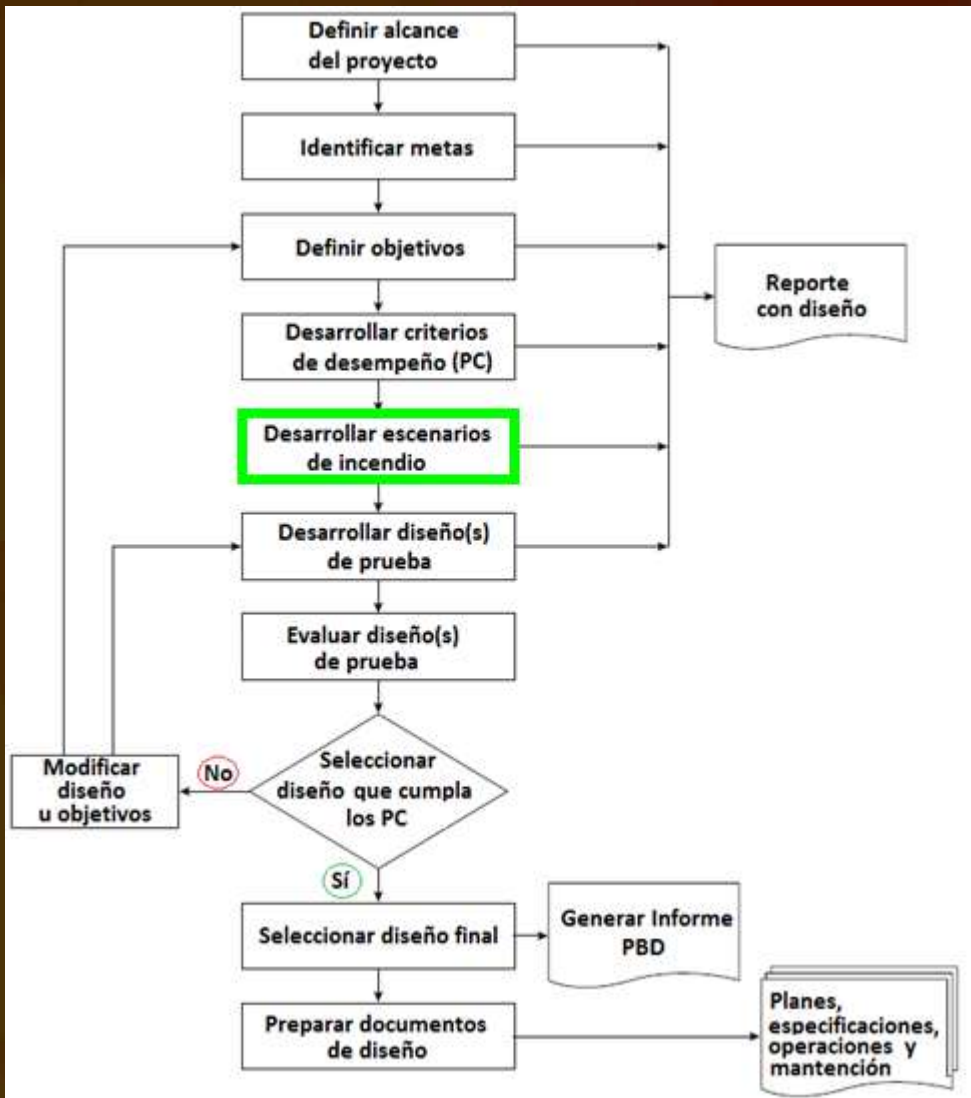 Definir alcance
del proyecto
Identificar metas
Definir objetivos
Reporte
con diseño
Desarrollar criterios
de desempeño (PC)
Desarrollar escenarios
de incendio
Desarrollar diseño(s)
de prueba
Evaluar diseño(s)
de prueba
Seleccionar
diseño que cumpla
los PC
No
Modificar
diseño
u objetivos
Sí
Seleccionar diseño final
Generar Informe
PBD
Preparar documentos
de diseño
Planes,
especificaciones,
operaciones y
mantención